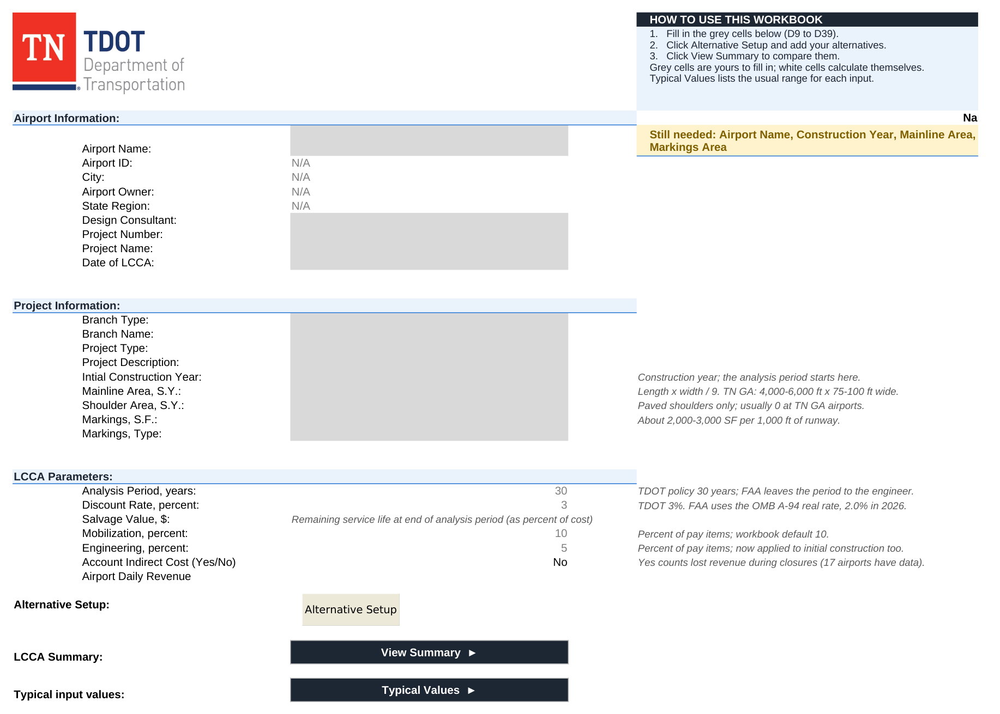 TN
TDOT
Department of
Transportation
®
HOW TO USE THIS WORKBOOK
1. Fill in the grey cells below (D9 to D39).
2. Click Alternative Setup and add your alternatives.
3. Click View Summary to compare them.
Grey cells are yours to fill in; white cells calculate themselves.
Typical Values lists the usual range for each input.
Airport Information:
Na
Still needed: Airport Name, Construction Year, Mainline Area,
Markings Area
Airport Name:
Airport ID: N/A
City: N/A
Airport Owner: N/A
State Region: N/A
Design Consultant:
Project Number:
Project Name:
Date of LCCA:
Project Information:
Branch Type:
Branch Name:
Project Type:
Project Description:
Intial Construction Year: Construction year; the analysis period starts here.
Mainline Area, S.Y.: Length x width / 9. TN GA: 4,000-6,000 ft x 75-100 ft wide.
Shoulder Area, S.Y.: Paved shoulders only; usually 0 at TN GA airports.
Markings, S.F.: About 2,000-3,000 SF per 1,000 ft of runway.
Markings, Type:
LCCA Parameters:
Analysis Period, years: 30 TDOT policy 30 years; FAA leaves the period to the engineer.
Discount Rate, percent: 3 TDOT 3%. FAA uses the OMB A-94 real rate, 2.0% in 2026.
Salvage Value, $: Remaining service life at end of analysis period (as percent of cost)
Mobilization, percent: 10 Percent of pay items; workbook default 10.
Engineering, percent: 5 Percent of pay items; now applied to initial construction too.
Account Indirect Cost (Yes/No) No Yes counts lost revenue during closures (17 airports have data).
Airport Daily Revenue
Alternative Setup: Alternative Setup
LCCA Summary: View Summary ►
Typical input values: Typical Values ►